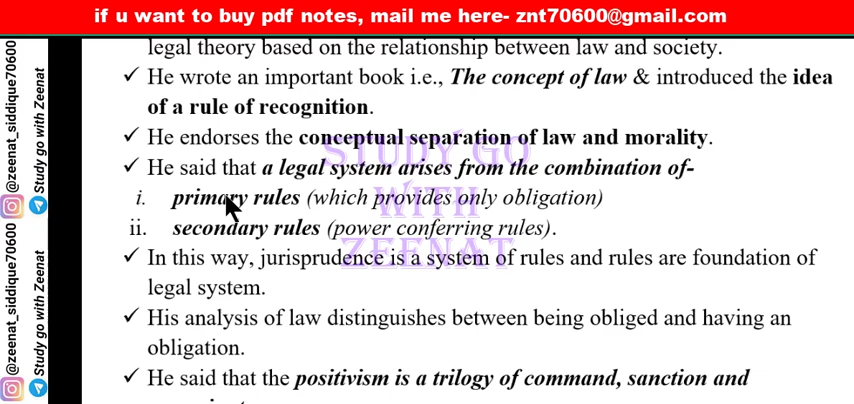 if u want to buy pdf notes, mail me here- znt70600@gmail.com
legal theory based on the relationship between law and society.
✓ He wrote an important book i.e., The concept of law & introduced the idea
of a rule of recognition.
✓ He endorses the conceptual separation of law and morality.
✓ He said that a legal system arises from the combination of-
i. primary rules (which provides only obligation)
ii. secondary rules (power conferring rules).
✓ In this way, jurisprudence is a system of rules and rules are foundation of
legal system.
✓ His analysis of law distinguishes between being obliged and having an
obligation.
✓ He said that the positivism is a trilogy of command, sanction and
STUDY GO
WITH
ZEENAT
@zeenat_siddique70600
Study go with Zeenat
@zeenat_siddique70600
Study go with Zeenat